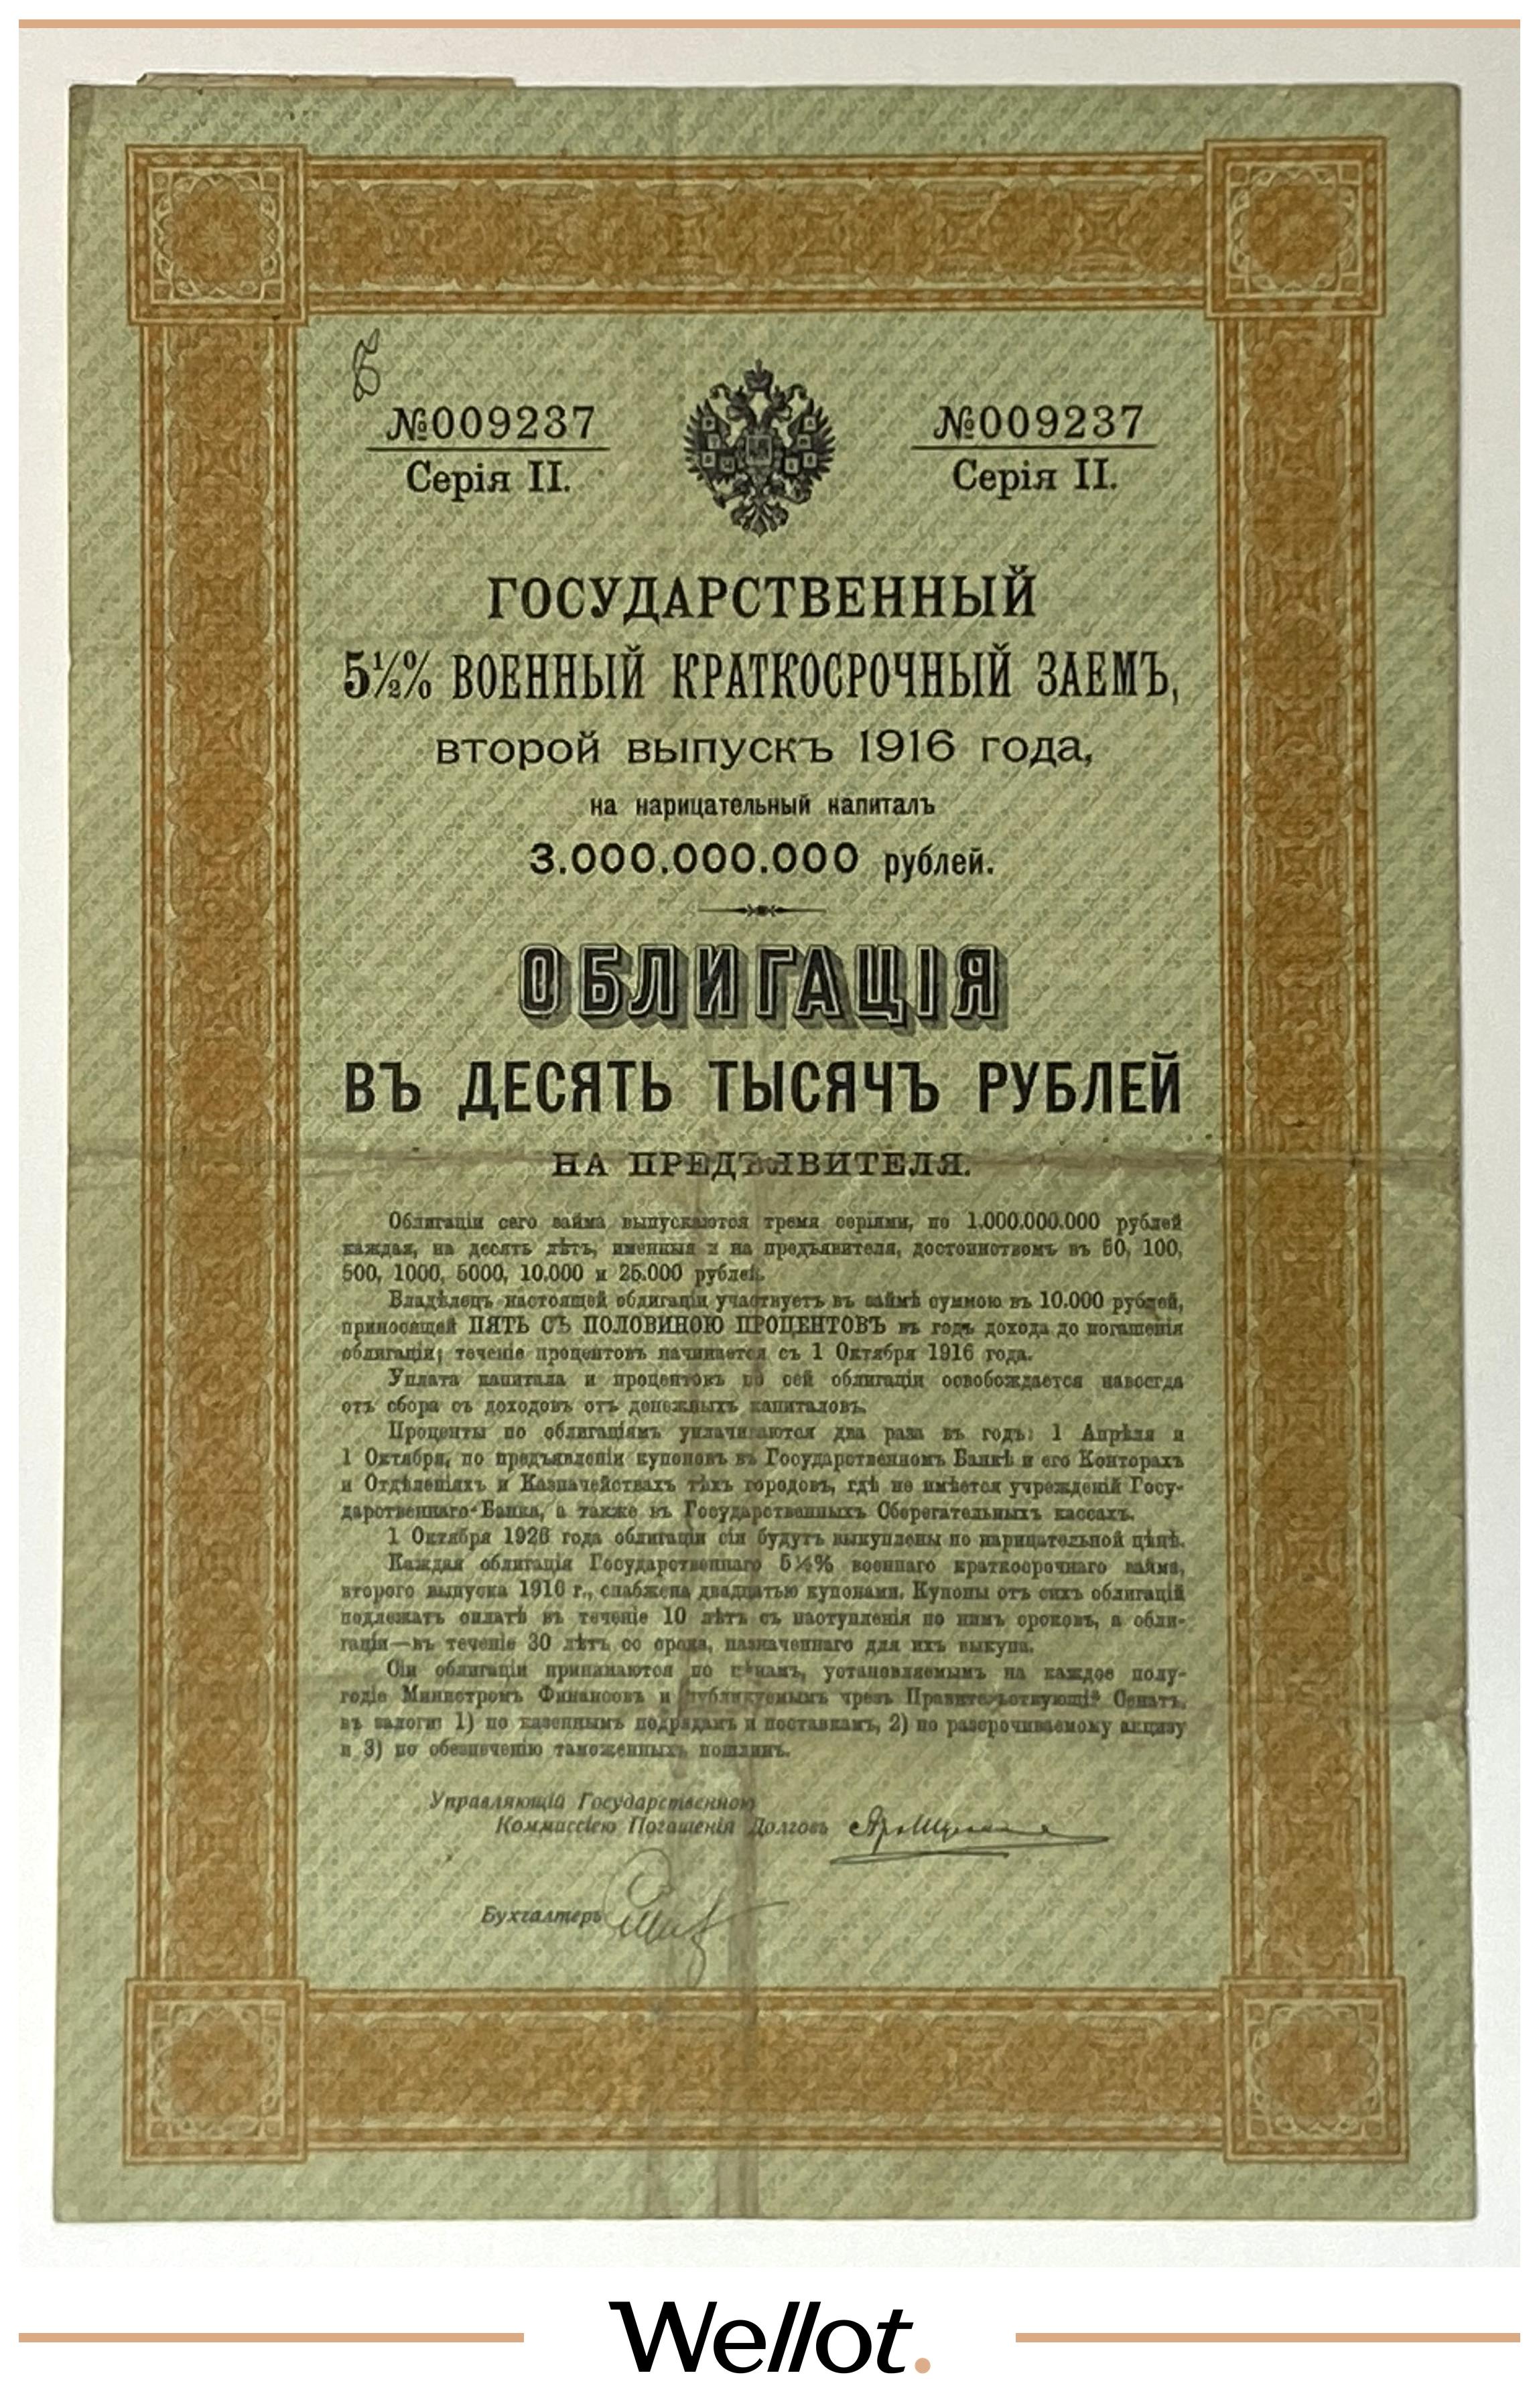 №009237
Серія II.
№009237
Серія II.
ГОСУДАРСТВЕННЫЙ
5½% ВОЕННЫЙ КРАТКОСРОЧНЫЙ ЗАЕМЪ,
второй выпускъ 1916 года,
на нарицательный капиталъ
3.000.000.000 рублей.
ОБЛИГАЦІЯ
ВЪ ДЕСЯТЬ ТЫСЯЧЪ РУБЛЕЙ
НА ПРЕДЪЯВИТЕЛЯ.
Облигаціи сего займа выпускаются тремя серіями, по 1.000.000.000 рублей
каждая, на десять лѣтъ, именныя и на предъявителя, достоинствомъ въ 50, 100,
500, 1000, 5000, 10.000 и 25.000 рублей.
Владѣлецъ настоящей облигаціи участвуетъ въ займѣ суммою въ 10.000 рублей,
приносящей ПЯТЬ СЪ ПОЛОВИНОЮ ПРОЦЕНТОВЪ въ годъ дохода до погашенія
облигаціи; теченіе процентовъ начинается съ 1 Октября 1916 года.
Уплата капитала и процентовъ по сей облигаціи освобождается навсегда
отъ сбора съ доходовъ отъ денежныхъ капиталовъ.
Проценты по облигаціямъ уплачиваются два раза въ годъ: 1 Апрѣля и
1 Октября, по предъявленіи купоновъ въ Государственномъ Банкѣ и его Конторахъ
и Отдѣленіяхъ и Казначействахъ тѣхъ городовъ, гдѣ не имѣется учрежденій Госу-
дарственнаго Банка, а также въ Государственныхъ Сберегательныхъ кассахъ.
1 Октября 1926 года облигаціи сіи будутъ выкуплены по нарицательной цѣнѣ.
Каждая облигація Государственнаго 5½% военнаго краткосрочнаго займа,
второго выпуска 1916 г., снабжена двадцатью купонами. Купоны отъ сихъ облигацій
подлежатъ оплатѣ въ теченіе 10 лѣтъ съ наступленія по нимъ сроковъ, а обли-
гаціи—въ теченіе 30 лѣтъ со срока, назначеннаго для ихъ выкупа.
Сіи облигаціи принимаются по цѣнамъ, установляемымъ на каждое полу-
годіе Министромъ Финансовъ и публикуемымъ чрезъ Правительствующій Сенатъ,
въ залоги: 1) по казеннымъ подрядамъ и поставкамъ, 2) по разсрочиваемому акцизу
и 3) по обезпеченію таможенныхъ пошлинъ.
Управляющій Государственною
Коммиссіею Погашенія Долговъ
Бухгалтеръ
Wellot.